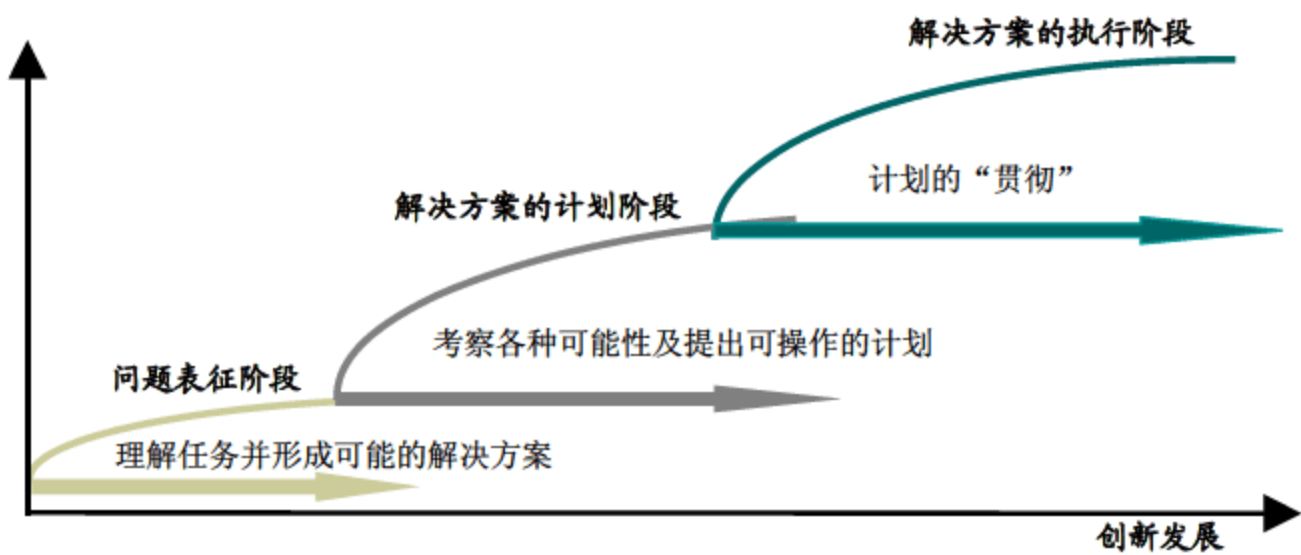 解决方案的执行阶段
计划的“贯彻”
解决方案的计划阶段
考察各种可能性及提出可操作的计划
问题表征阶段
理解任务并形成可能的解决方案
创新发展